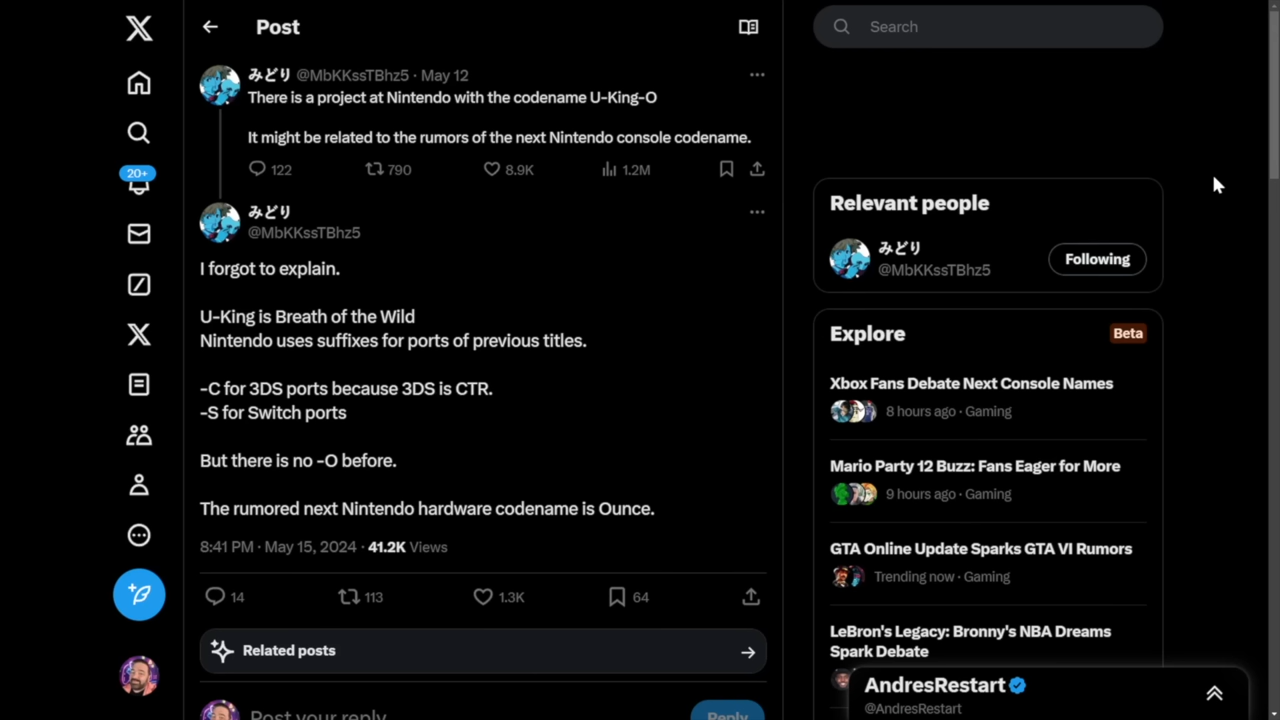 Post
Search
みどり @MbKKssTBhz5 · May 12
There is a project at Nintendo with the codename U-King-O
It might be related to the rumors of the next Nintendo console codename.
122 790 8.9K 1.2M
20+
みどり
@MbKKssTBhz5
I forgot to explain.
U-King is Breath of the Wild
Nintendo uses suffixes for ports of previous titles.
-C for 3DS ports because 3DS is CTR.
-S for Switch ports
But there is no -O before.
The rumored next Nintendo hardware codename is Ounce.
8:41 PM · May 15, 2024 · 41.2K Views
14 113 1.3K 64
Related posts
Post your reply
Reply
Relevant people
みどり
@MbKKssTBhz5
Following
Explore
Beta
Xbox Fans Debate Next Console Names
8 hours ago · Gaming
Mario Party 12 Buzz: Fans Eager for More
9 hours ago · Gaming
GTA Online Update Sparks GTA VI Rumors
Trending now · Gaming
LeBron's Legacy: Bronny's NBA Dreams
Spark Debate
AndresRestart
@AndresRestart